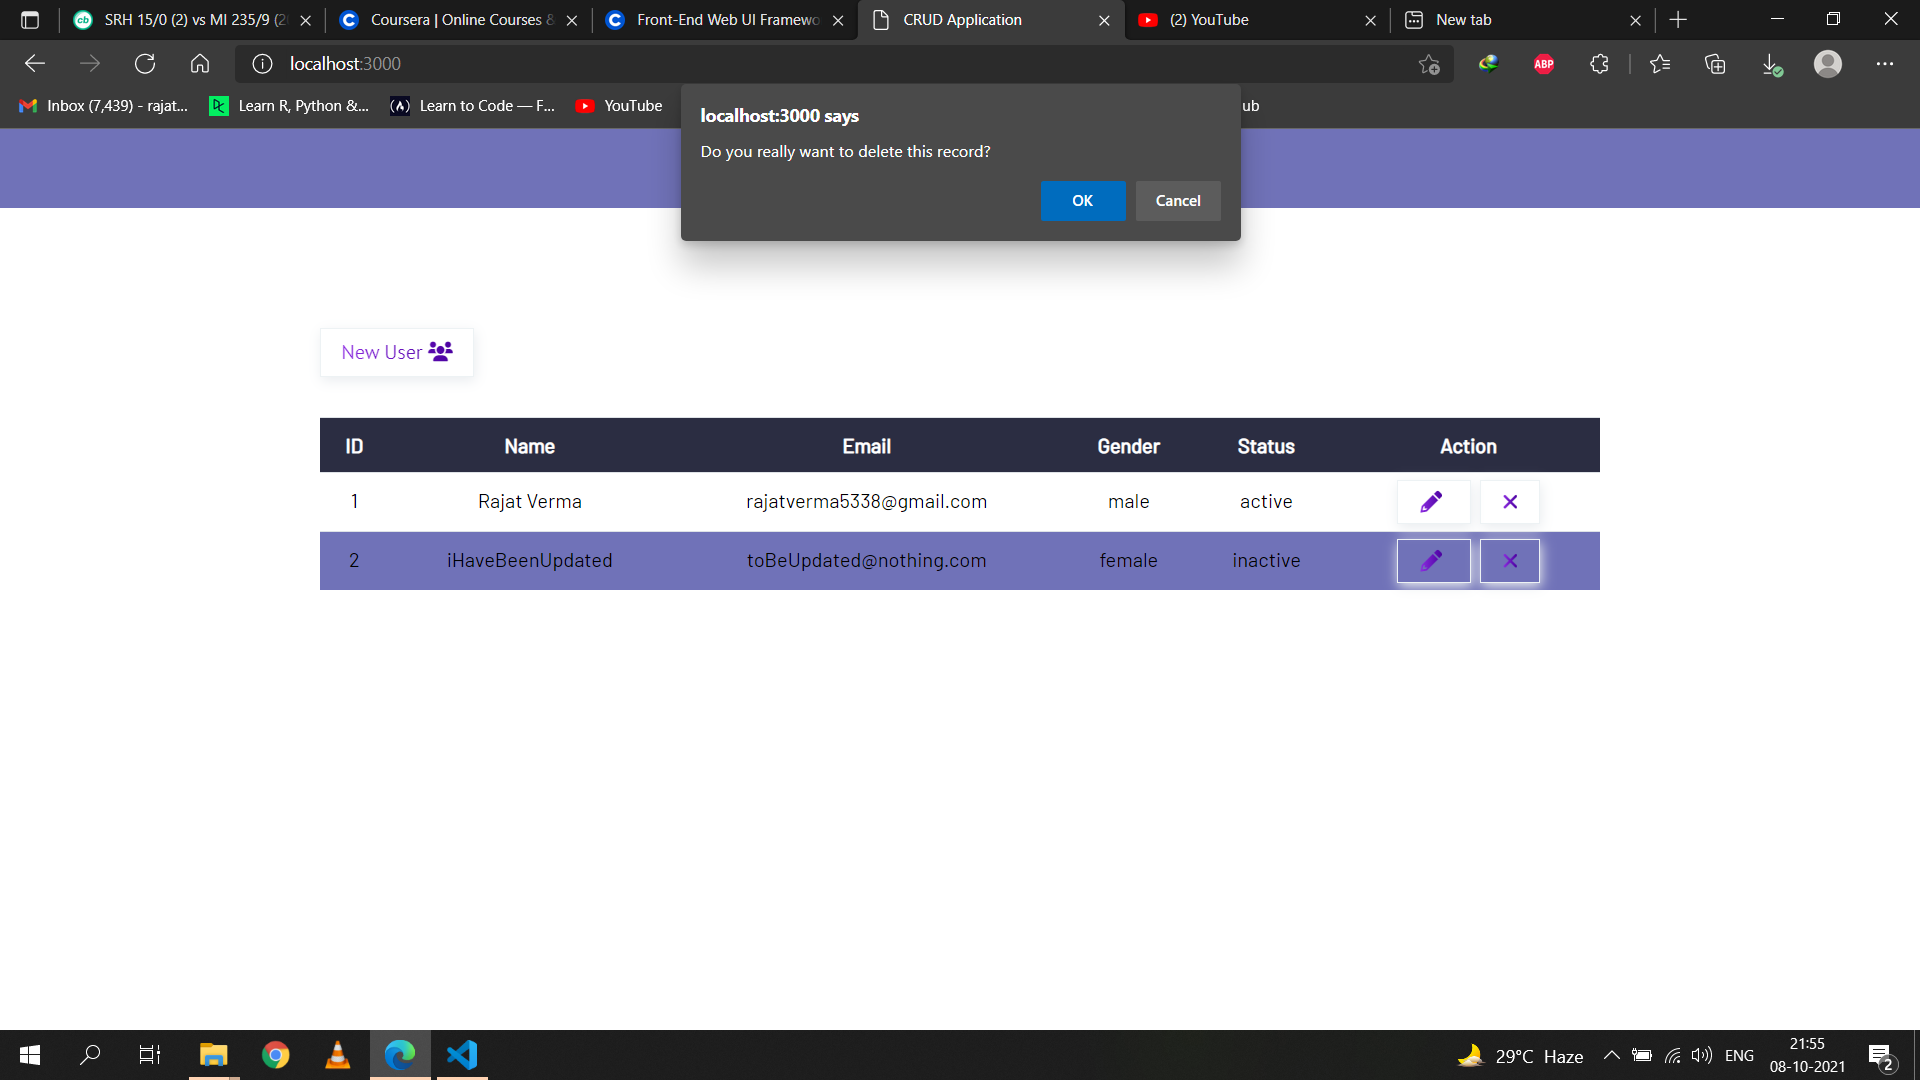 SRH 15/0 (2) vs MI 235/9 (2
Coursera | Online Courses &
Front-End Web UI Framewo
CRUD Application
(2) YouTube
New tab
localhost:3000
ABP
Inbox (7,439) - rajat...
Learn R, Python &...
Learn to Code — F...
YouTube
ub
localhost:3000 says
Do you really want to delete this record?
OK Cancel
New User
ID Name Email Gender Status Action
1 Rajat Verma rajatverma5338@gmail.com male active
2 iHaveBeenUpdated toBeUpdated@nothing.com female inactive
29°C Haze
ENG
21:55
08-10-2021
2